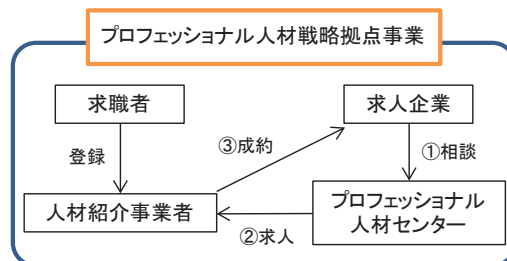 プロフェッショナル人材戦略拠点事業
求職者
求人企業
登録
③成約
①相談
人材紹介事業者
②求人
プロフェッショナル
人材センター